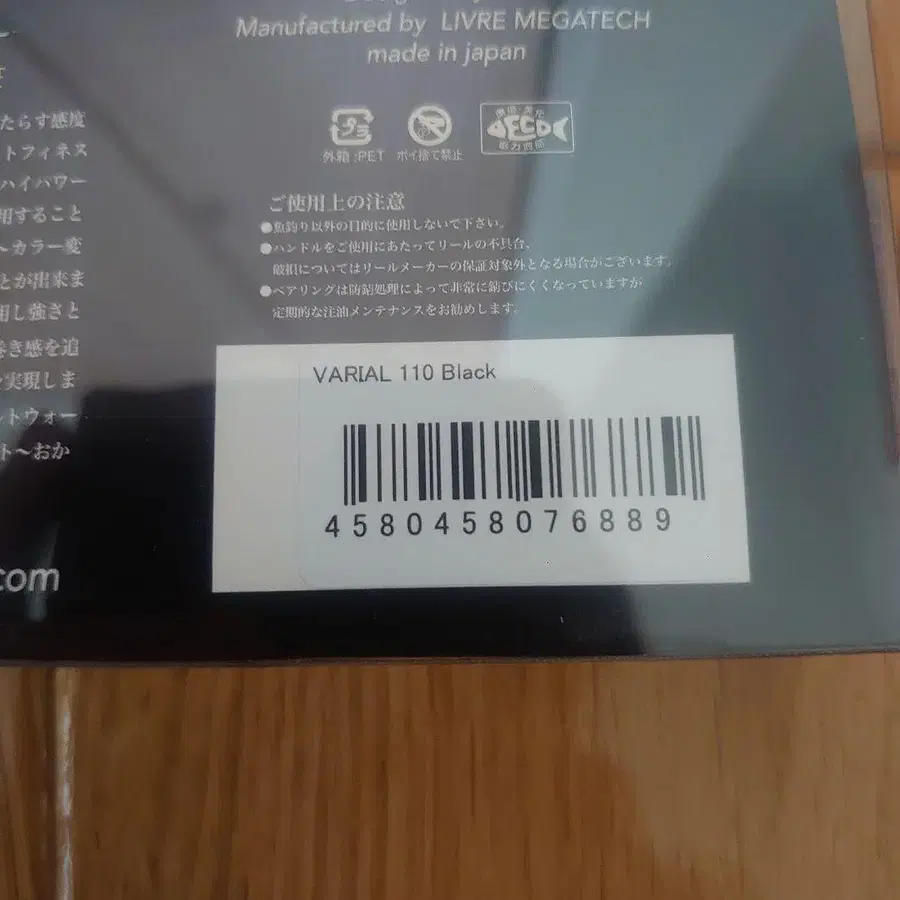 Manufactured by LIVRE MEGATECH
made in japan
たらす感度
トフィネス
ハイパワー
用すること
～カラー変
とが出来ま
用し強さと
巻き感を追
実現しま
ットウォー
ト～おか
.com
外箱:PET
ポイ捨て禁止
環境・美化
ECO
協力商品
ご使用上の注意
●魚釣り以外の目的に使用しないで下さい。
●ハンドルをご使用にあたってリールの不具合、
破損についてはリールメーカーの保証対象外となる場合がございます。
●ベアリングは防錆処理によって非常に錆びにくくなっていますが
定期的な注油メンテナンスをお勧めします。
VARIAL 110 Black
4580458076889